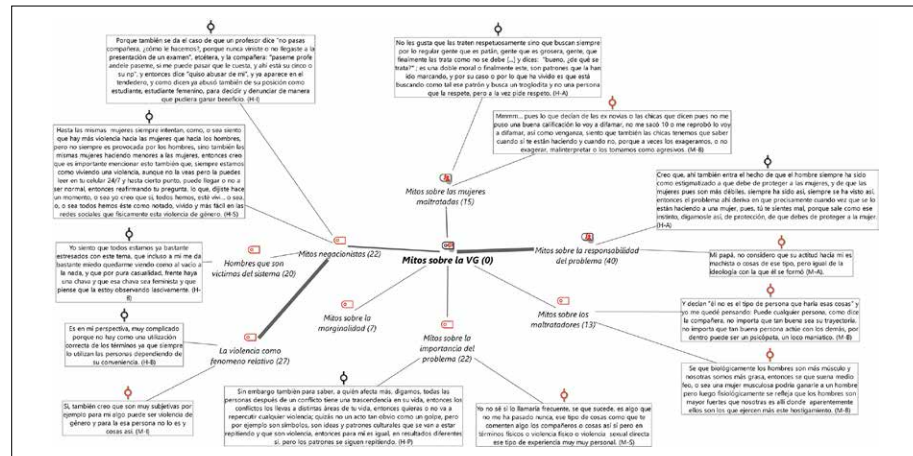 Porque también se da el caso de que un profesor dice "no pasas
compañera, ¿cómo le hacemos?, porque nunca viniste o no llegaste a la
presentación de un examen", etcétera, y la compañera: "paseme profe
andele paseme, si me puede pasar que le cuesta, y ahí está su cinco o
su np", y entonces dice "quiso abusar de mi", y ya aparece en el
tendedero, y como dicen ya abusó también de su posición como
estudiante, estudiante femenino, para decidir y denunciar de manera
que pudiera ganar beneficio. (H-I)
No les gusta que las traten respetuosamente sino que buscan siempre
por lo regular gente que es patán, gente que es grosera, gente, que
finalmente las trata como no se debe [...] y dices: "bueno, ¿de qué se
trata?" ; es una doble moral o finalmente este, son patrones que la han
ido marcando, y por su caso o por lo que ha vivido es que está
buscando como tal ese patrón y busca un troglodita y no una persona
que la respete, pero a la vez pide respeto. (H-A)
Mmmm... pues lo que decían de las ex novias o las chicas que dicen pues no me
puso una buena calificación lo voy a difamar, no me sacó 10 o me reprobó lo voy
a difamar, así como venganza, siento que también las chicas tenemos que saber
cuando sí te están haciendo y cuando no, porque a veces los exageramos, o no
exagerar, malinterpretar o los tomamos como agresivos. (M-B)
Hasta las mismas mujeres siempre intentan, como, o sea siento
que hay más violencia hacia las mujeres que hacia los hombres,
pero no siempre es provocada por los hombres, sino también las
mismas mujeres haciendo menores a las mujeres, entonces creo
que es importante mencionar esto también que, siempre estamos
como viviendo una violencia, aunque no la veas pero la puedes
leer en tu celular 24/7 y hasta cierto punto, puede llegar o no a
ser normal, entonces reafirmando tu pregunta, lo que, dijiste hace
un momento, o sea yo creo que si, todos hemos, esté vivi... o sea,
o, o sea todos hemos éste como notado, vivido y más fácil en las
redes sociales que físicamente esta violencia de género. (H-S)
Creo que, ahí también entra el hecho de que el hombre siempre ha sido
como estigmatizado a que debe de proteger a las mujeres, y de que las
mujeres pues son más débiles, siempre ha sido así, siempre se ha visto así,
entonces el problema ahí deriva en que precisamente cuando vez que se lo
están haciendo a una mujer, pues, tú te sientes mal, porque sale como ese
instinto, digamoslo así, de protección, de que debes de proteger a la mujer.
(H-A)
Mitos sobre las mujeres
maltratadas (15)
Mitos negacionistas (22)
Mitos sobre la VG (0)
Mitos sobre la responsabilidad
del problema (40)
Yo siento que todos estamos ya bastante
estresados con este tema, que incluso a mi me da
bastante miedo quedarme viendo como al vacío a
la nada, y que por pura casualidad, frente haya
una chava y que esa chava sea feminista y que
piense que la estoy observando lascivamente. (H-
B)
Hombres que son
víctimas del sistema (20)
Mi papá, no considero que su actitud hacia mi es
machista o cosas de ese tipo, pero igual de la
ideología con la que él se formó (M-A).
Mitos sobre la
marginalidad (7)
Mitos sobre los
maltratadores (13)
Y decían "él no es el tipo de persona que haría esas cosas" y
yo me quedé pensando: Puede cualquier persona, como dice
la compañera, no importa que tan buena sea su trayectoria,
no importa que tan buena persona actúe con los demás, por
dentro puede ser un psicópata, un loco maniatico. (M-B)
Es en mi perspectiva, muy complicado
porque no hay como una utilización
correcta de los términos ya que siempre
lo utilizan las personas dependiendo de
su conveniencia. (H-B)
La violencia como
fenomeno relativo (27)
Mitos sobre la
importancia del
problema (22)
Se que biológicamente los hombres son más músculo y
nosotras somos más grasa, entonces se que suena medio
feo, o sea una mujer musculosa podría ganarle a un hombre
pero luego fisiológicamente se refleja que los hombres son
mayor fuertes que nosotras es allí donde aparentemente
ellos son los que ejercen más este hostigamiento. (M-B)
Si, también creo que son muy subjetivas por
ejemplo para mi algo puede ser violencia de
género y para la esa persona no lo es y
cosas así. (M-I)
Sin embargo también para saber, a quién afecta más, digamos, todas las
personas después de un conflicto tiene una trascendencia en su vida, entonces
los conflictos los lleves a distintas áreas de tu vida, entonces quieras o no va a
repercutir cualquier violencia; quizás no un acto tan obvio como un golpe, pero
por ejemplo son símbolos, son ideas y patrones culturales que se van a estar
repitiendo y que son violencia, entonces para mi es igual, en resultados diferentes
si, pero los patrones se siguen repitiendo. (H-P)
Yo no sé si lo llamaría frecuente, se que sucede, es algo que
no me ha pasado nunca, ese tipo de cosas como que te
comenten algo los compañeros o cosas así sí pero en
términos físicos o violencia física o violencia sexual directa
ese tipo de experiencia muy muy personal. (M-S)